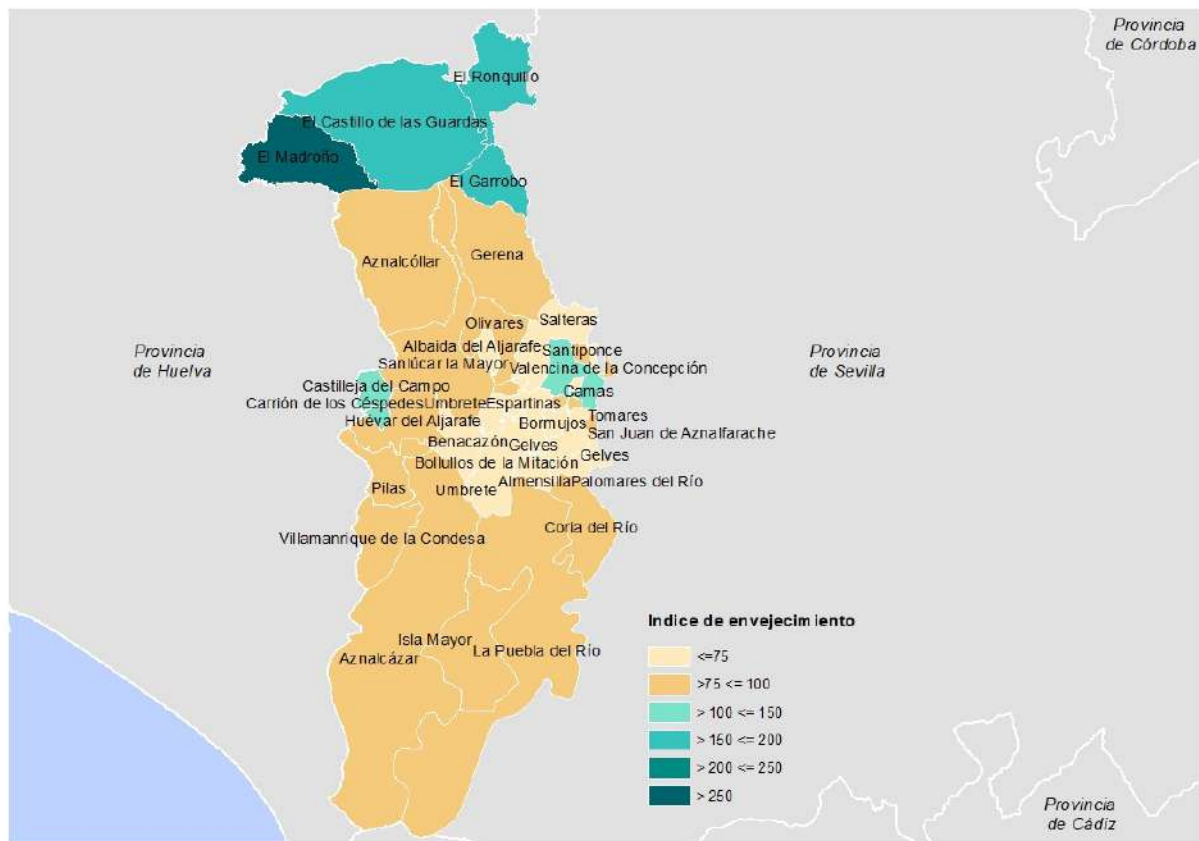 Provincia
de Córdoba
El Ronquillo
El Castillo de las Guardas
El Madroño
El Garrobo
Aznalcóllar
Gerena
Olivares
Salteras
Albaida del Aljarafe
Santiponce
Provincia
de Huelva
Provincia
de Sevilla
Sanlúcar la Mayor
Valencina de la Concepción
Castilleja del Campo
Camas
Carrión de los Céspedes
Umbrete
Espartinas
Tomares
Huévar del Aljarafe
Bormujos
San Juan de Aznalfarache
Benacazón
Gelves
Gelves
Bollullos de la Mitación
Pilas
Umbrete
Almensilla
Palomares del Río
Coria del Río
Villamanrique de la Condesa
Isla Mayor
La Puebla del Río
Aznalcázar
Indice de envejecimiento
<=75
>75 <= 100
> 100 <= 150
> 150 <= 200
> 200 <= 250
> 250
Provincia
de Cádiz